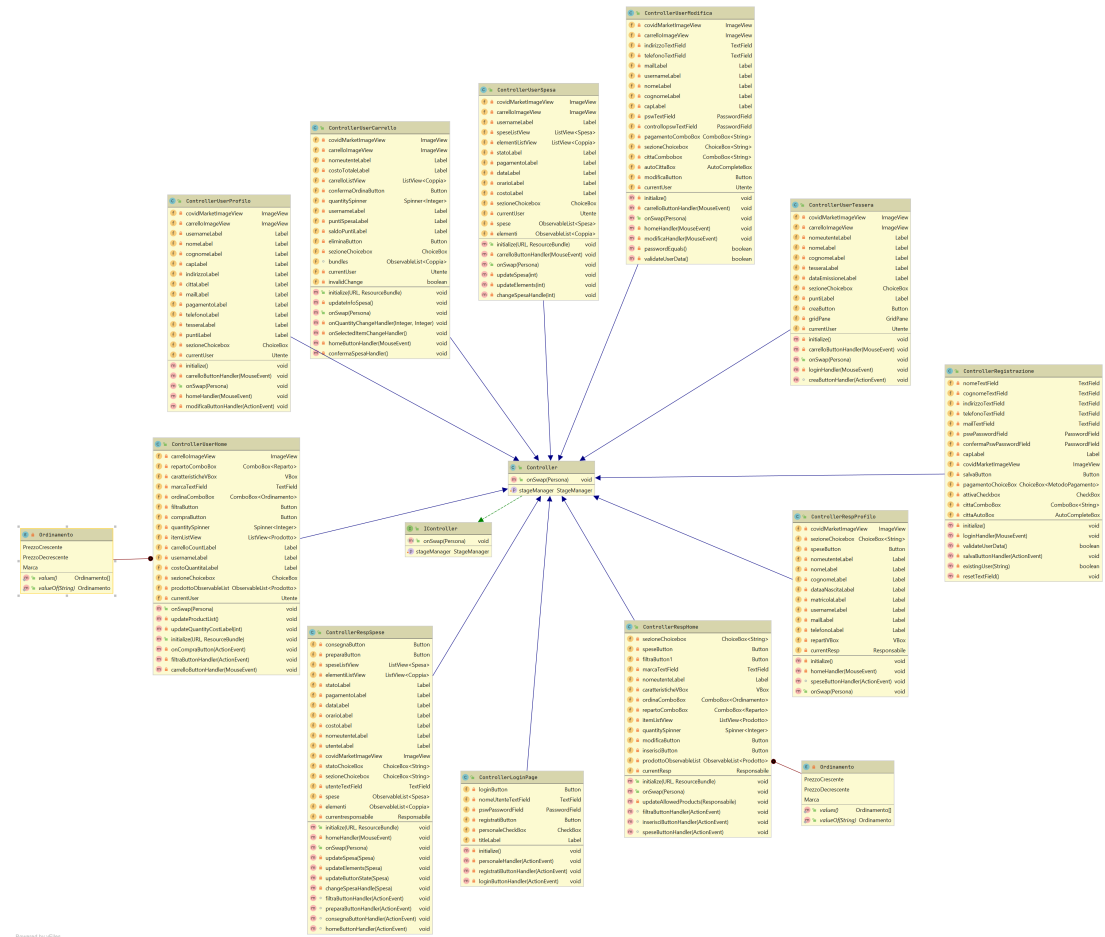 ControllerUserModifica
covidMarketImageView ImageView
carrelloImageView ImageView
indirizzoTextField TextField
telefonoTextField TextField
mailLabel Label
usernameLabel Label
nomeLabel Label
cognomeLabel Label
capLabel Label
pswTextField PasswordField
controllopswTextField PasswordField
pagamentoComboBox ComboBox<String>
sezioneChoicebox ChoiceBox<String>
cittaCombobox ComboBox<String>
autoCittaBox AutoCompleteBox
modificaButton Button
currentUser Utente
initialize() void
carrelloButtonHandler(MouseEvent) void
onSwap(Persona) void
homeHandler(MouseEvent) void
modificaHandler(MouseEvent) void
passwordEquals() boolean
validateUserData() boolean
ControllerUserSpesa
covidMarketImageView ImageView
carrelloImageView ImageView
usernameLabel Label
speseListView ListView<Spesa>
elementiListView ListView<Coppia>
statoLabel Label
pagamentoLabel Label
dataLabel Label
orarioLabel Label
costoLabel Label
sezioneChoicebox ChoiceBox
currentUser Utente
spese ObservableList<Spesa>
elementi ObservableList<Coppia>
initialize(URL, ResourceBundle) void
carrelloButtonHandler(MouseEvent) void
onSwap(Persona) void
updateSpesa(int) void
updateElements(int) void
changeSpesaHandle(int) void
ControllerUserCarrello
covidMarketImageView ImageView
carrelloImageView ImageView
nomeutenteLabel Label
costoTotaleLabel Label
carrelloListView ListView<Coppia>
confermaOrdinaButton Button
quantitySpinner Spinner<Integer>
usernameLabel Label
puntiSpesaLabel Label
saldoPuntiLabel Label
eliminaButton Button
sezioneChoicebox ChoiceBox
bundles ObservableList<Coppia>
currentUser Utente
invalidChange boolean
initialize(URL, ResourceBundle) void
updateInfoSpesa() void
onSwap(Persona) void
onQuantityChangeHandler(Integer, Integer) void
onSelectedItemChangeHandler() void
homeButtonHandler(MouseEvent) void
confermaSpesaHandler() void
ControllerUserProfilo
covidMarketImageView ImageView
carrelloImageView ImageView
usernameLabel Label
nomeLabel Label
cognomeLabel Label
capLabel Label
indirizzoLabel Label
cittaLabel Label
mailLabel Label
pagamentoLabel Label
telefonoLabel Label
tesseraLabel Label
puntiLabel Label
sezioneChoicebox ChoiceBox
currentUser Utente
initialize() void
carrelloButtonHandler(MouseEvent) void
onSwap(Persona) void
homeHandler(MouseEvent) void
modificaButtonHandler(ActionEvent) void
ControllerUserTessera
covidMarketImageView ImageView
carrelloImageView ImageView
nomeutenteLabel Label
nomeLabel Label
cognomeLabel Label
tesseraLabel Label
dataEmissioneLabel Label
sezioneChoicebox ChoiceBox
puntiLabel Label
creaButton Button
gridPane GridPane
currentUser Utente
initialize() void
carrelloButtonHandler(MouseEvent) void
onSwap(Persona) void
loginHandler(MouseEvent) void
creaButtonHandler(ActionEvent) void
ControllerRegistrazione
nomeTextField TextField
cognomeTextField TextField
indirizzoTextField TextField
telefonoTextField TextField
mailTextField TextField
pswPasswordField PasswordField
confermaPswPasswordField PasswordField
capLabel Label
covidMarketImageView ImageView
salvaButton Button
pagamentoChoiceBox ChoiceBox<MetodoPagamento>
attivaCheckbox CheckBox
cittaComboBox ComboBox<String>
cittaAutoBox AutoCompleteBox
initialize() void
loginHandler(MouseEvent) void
validateUserData() boolean
salvaButtonHandler(ActionEvent) void
existingUser(String) boolean
resetTextField() void
ControllerUserHome
carrelloImageView ImageView
repartoComboBox ComboBox<Reparto>
caratteristicheVBox VBox
marcaTextField TextField
ordinaComboBox ComboBox<Ordinamento>
filtraButton Button
compraButton Button
quantitySpinner Spinner<Integer>
itemListView ListView<Prodotto>
carrelloCountLabel Label
usernameLabel Label
costoQuantitaLabel Label
sezioneChoicebox ChoiceBox
prodottoObservableList ObservableList<Prodotto>
currentUser Utente
onSwap(Persona) void
updateProductList() void
updateQuantityCostLabel(int) void
initialize(URL, ResourceBundle) void
onCompraButton(ActionEvent) void
filtraButtonHandler(ActionEvent) void
carrelloButtonHandler(MouseEvent) void
Controller
onSwap(Persona) void
stageManager StageManager
IController
onSwap(Persona) void
stageManager StageManager
Ordinamento
PrezzoCrescente
PrezzoDecrescente
Marca
values() Ordinamento[]
valueOf(String) Ordinamento
ControllerRespProfilo
covidMarketImageView ImageView
sezioneChoicebox ChoiceBox<String>
speseButton Button
nomeutenteLabel Label
nomeLabel Label
cognomeLabel Label
dataaNascitaLabel Label
matricolaLabel Label
usernameLabel Label
mailLabel Label
telefonoLabel Label
repartiVBox VBox
currentResp Responsabile
initialize() void
homeHandler(MouseEvent) void
speseButtonHandler(ActionEvent) void
onSwap(Persona) void
ControllerRespSpese
consegnaButton Button
preparaButton Button
speseListView ListView<Spesa>
elementiListView ListView<Coppia>
statoLabel Label
pagamentoLabel Label
dataLabel Label
orarioLabel Label
costoLabel Label
nomeutenteLabel Label
utenteLabel Label
covidMarketImageView ImageView
statoChoiceBox ChoiceBox<String>
sezioneChoicebox ChoiceBox<String>
utenteTextField TextField
spese ObservableList<Spesa>
elementi ObservableList<Coppia>
currentresponsabile Responsabile
initialize(URL, ResourceBundle) void
homeHandler(MouseEvent) void
onSwap(Persona) void
updateSpesa(Spesa) void
updateElements(Spesa) void
updateButtonState(Spesa) void
changeSpesaHandle(Spesa) void
filtraButtonHandler(ActionEvent) void
preparaButtonHandler(ActionEvent) void
consegnaButtonHandler(ActionEvent) void
homeButtonHandler(ActionEvent) void
ControllerRespHome
sezioneChoicebox ChoiceBox<String>
speseButton Button
filtraButton1 Button
marcaTextField TextField
nomeutenteLabel Label
caratteristicheVBox VBox
ordinaComboBox ComboBox<Ordinamento>
repartoComboBox ComboBox<Reparto>
itemListView ListView<Prodotto>
quantitySpinner Spinner<Integer>
modificaButton Button
inserisciButton Button
prodottoObservableList ObservableList<Prodotto>
currentResp Responsabile
initialize(URL, ResourceBundle) void
onSwap(Persona) void
updateAllowedProducts(Responsabile) void
filtraButtonHandler(ActionEvent) void
inserisciButtonHandler(ActionEvent) void
speseButtonHandler(ActionEvent) void
ControllerLoginPage
loginButton Button
nomeUtenteTextField TextField
pswPasswordField PasswordField
registratiButton Button
personaleCheckBox CheckBox
titleLabel Label
initialize() void
personaleHandler(ActionEvent) void
registratiButtonHandler(ActionEvent) void
loginButtonHandler(ActionEvent) void
Ordinamento
PrezzoCrescente
PrezzoDecrescente
Marca
values() Ordinamento[]
valueOf(String) Ordinamento
Powered by yFiles